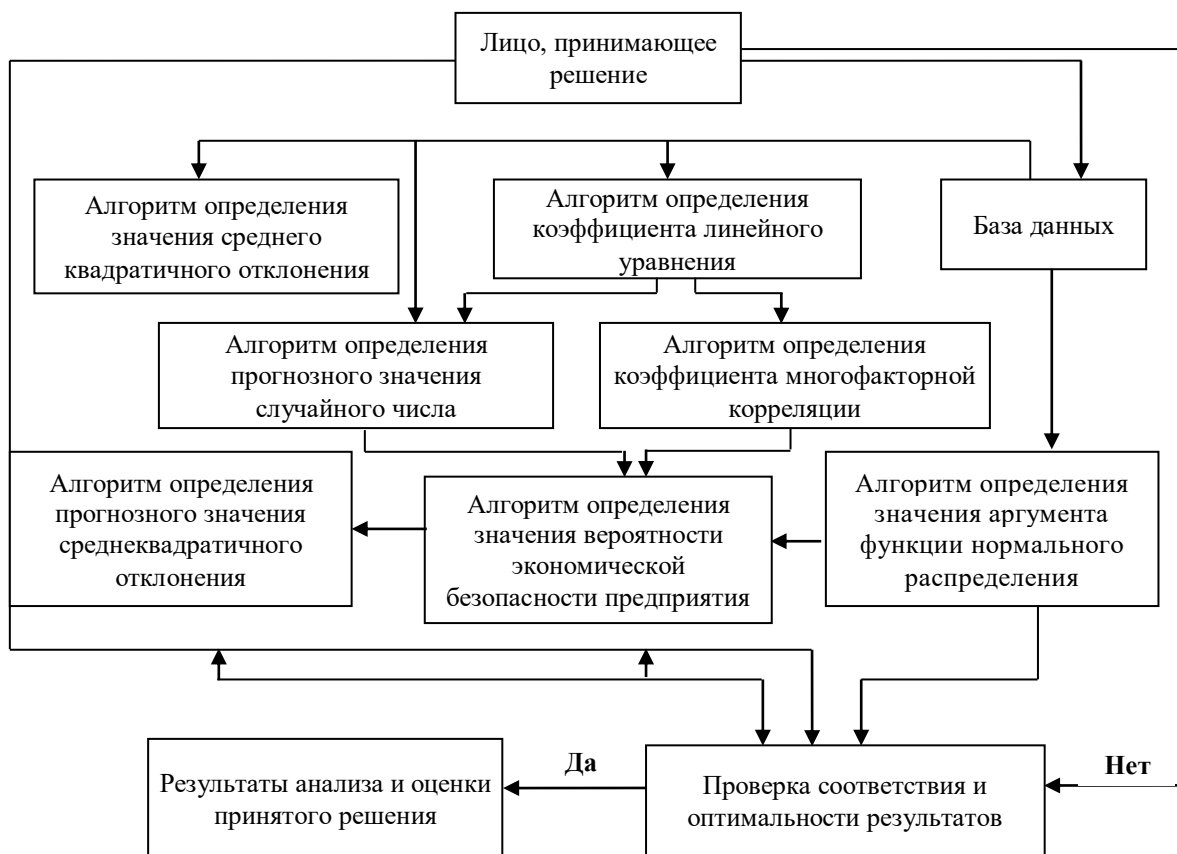 Лицо, принимающее
решение
Алгоритм определения
значения среднего
квадратичного отклонения
Алгоритм определения
коэффициента линейного
уравнения
База данных
Алгоритм определения
прогнозного значения
случайного числа
Алгоритм определения
коэффициента многофакторной
корреляции
Алгоритм определения
прогнозного значения
среднеквадратичного
отклонения
Алгоритм определения
значения вероятности
экономической
безопасности предприятия
Алгоритм определения
значения аргумента
функции нормального
распределения
Результаты анализа и оценки
принятого решения
Да
Проверка соответствия и
оптимальности результатов
Нет